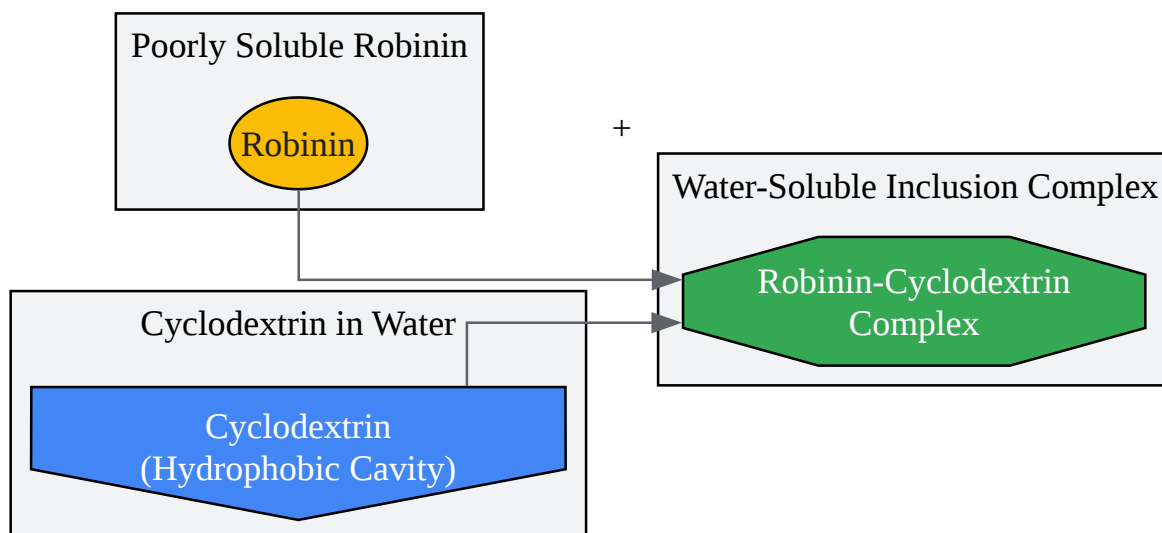 Poorly Soluble Robinin
Robinin
+
Water-Soluble Inclusion Complex
Robinin-Cyclodextrin
Complex
Cyclodextrin in Water
Cyclodextrin
(Hydrophobic Cavity)